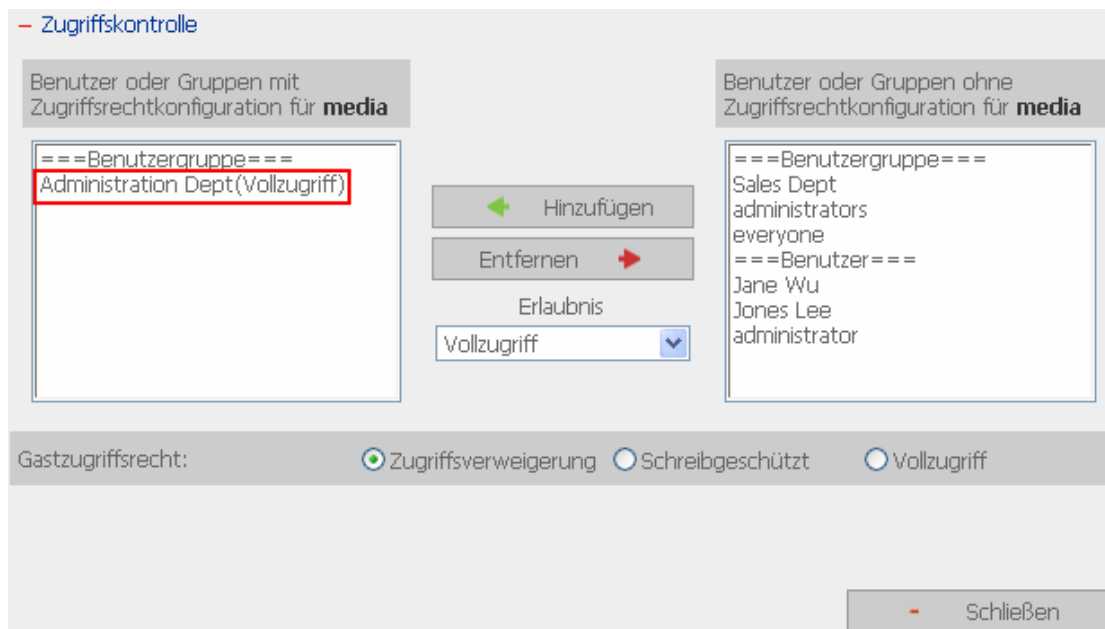 − Zugriffskontrolle
Benutzer oder Gruppen mit
Zugriffsrechtkonfiguration für media
===Benutzergruppe===
Administration Dept(Vollzugriff)
Hinzufügen
Entfernen
Erlaubnis
Vollzugriff
Benutzer oder Gruppen ohne
Zugriffsrechtkonfiguration für media
===Benutzergruppe===
Sales Dept
administrators
everyone
===Benutzer===
Jane Wu
Jones Lee
administrator
Gastzugriffsrecht: Zugriffsverweigerung Schreibgeschützt Vollzugriff
- Schließen